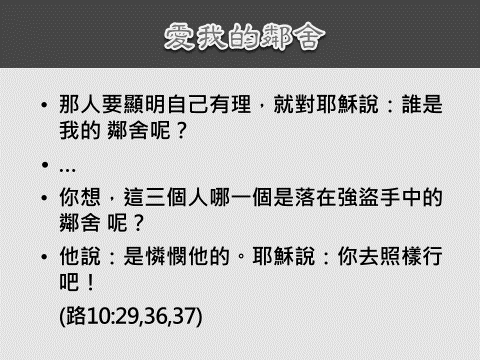 愛我的鄰舍
• 那人要顯明自己有理，就對耶穌說：誰是
我的 鄰舍呢？
• …
• 你想，這三個人哪一個是落在強盜手中的
鄰舍 呢？
• 他說：是憐憫他的。耶穌說：你去照樣行
吧！
(路10:29,36,37)